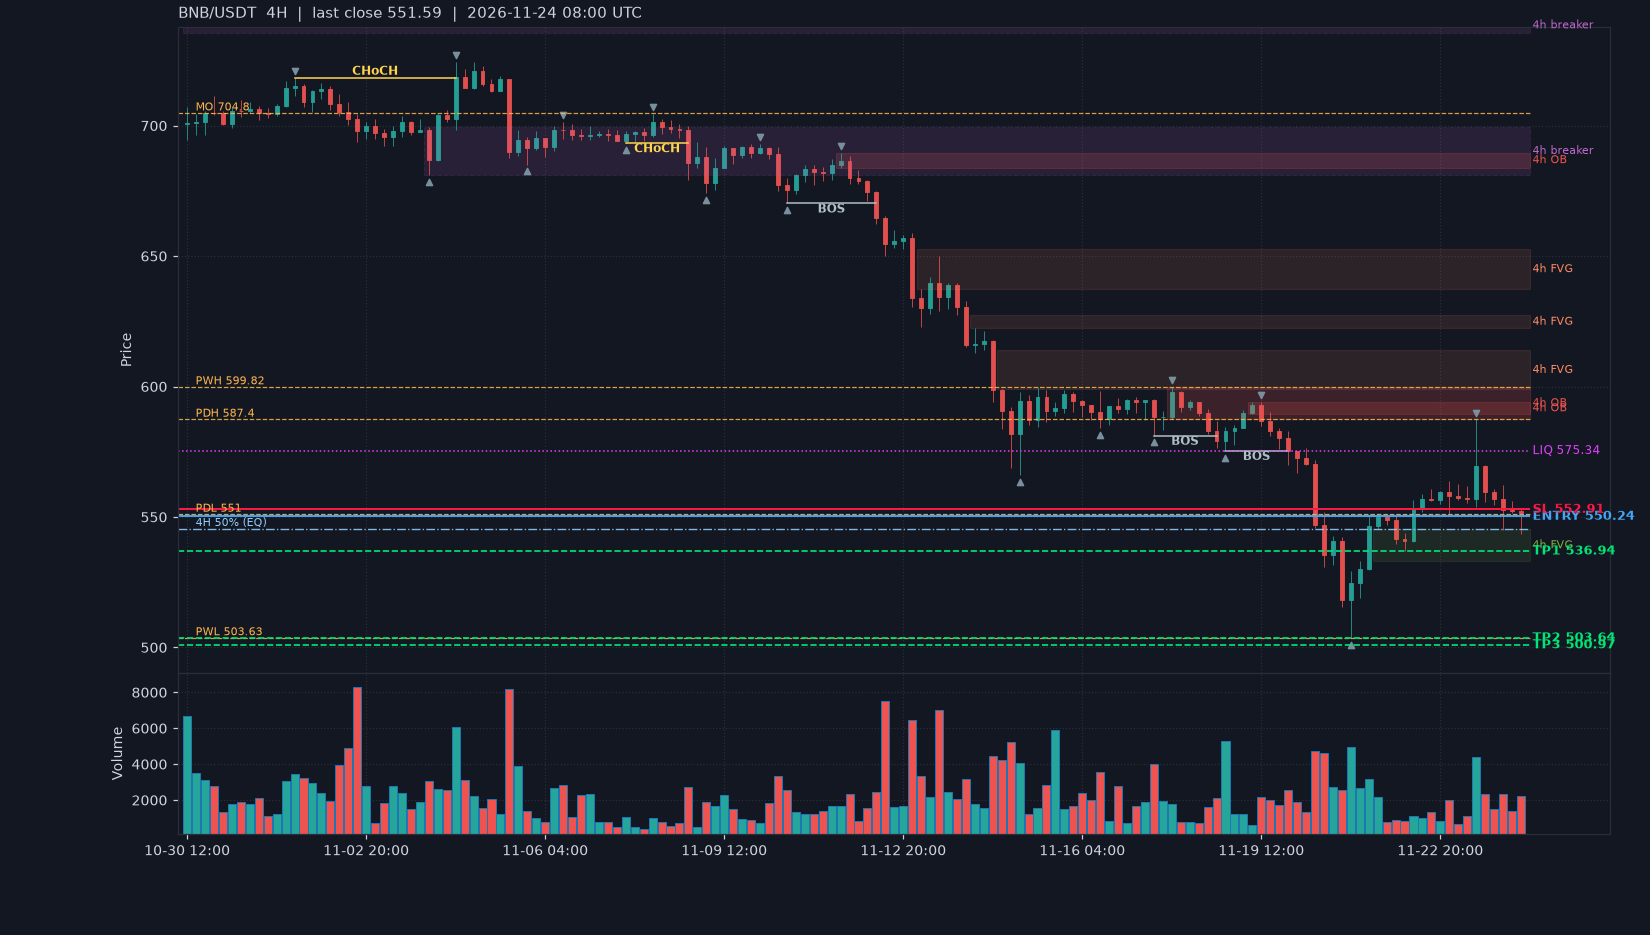 BNB/USDT 4H | last close 551.59 | 2026-11-24 08:00 UTC
4h breaker
CHoCH
MO 704.8
700
CHoCH
4h breaker
4h OB
BOS
650
4h FVG
4h FVG
Price
4h FVG
PWH 599.82
600
4h OB
4h OB
PDH 587.4
BOS
BOS
LIQ 575.34
PDL 551
SL 552.91
550
ENTRY 550.24
4H 50% (EQ)
4h FVG
TP1 536.94
PWL 503.63
TP2 503.64
TP3 500.97
500
8000
6000
Volume
4000
2000
10-30 12:00
11-02 20:00
11-06 04:00
11-09 12:00
11-12 20:00
11-16 04:00
11-19 12:00
11-22 20:00